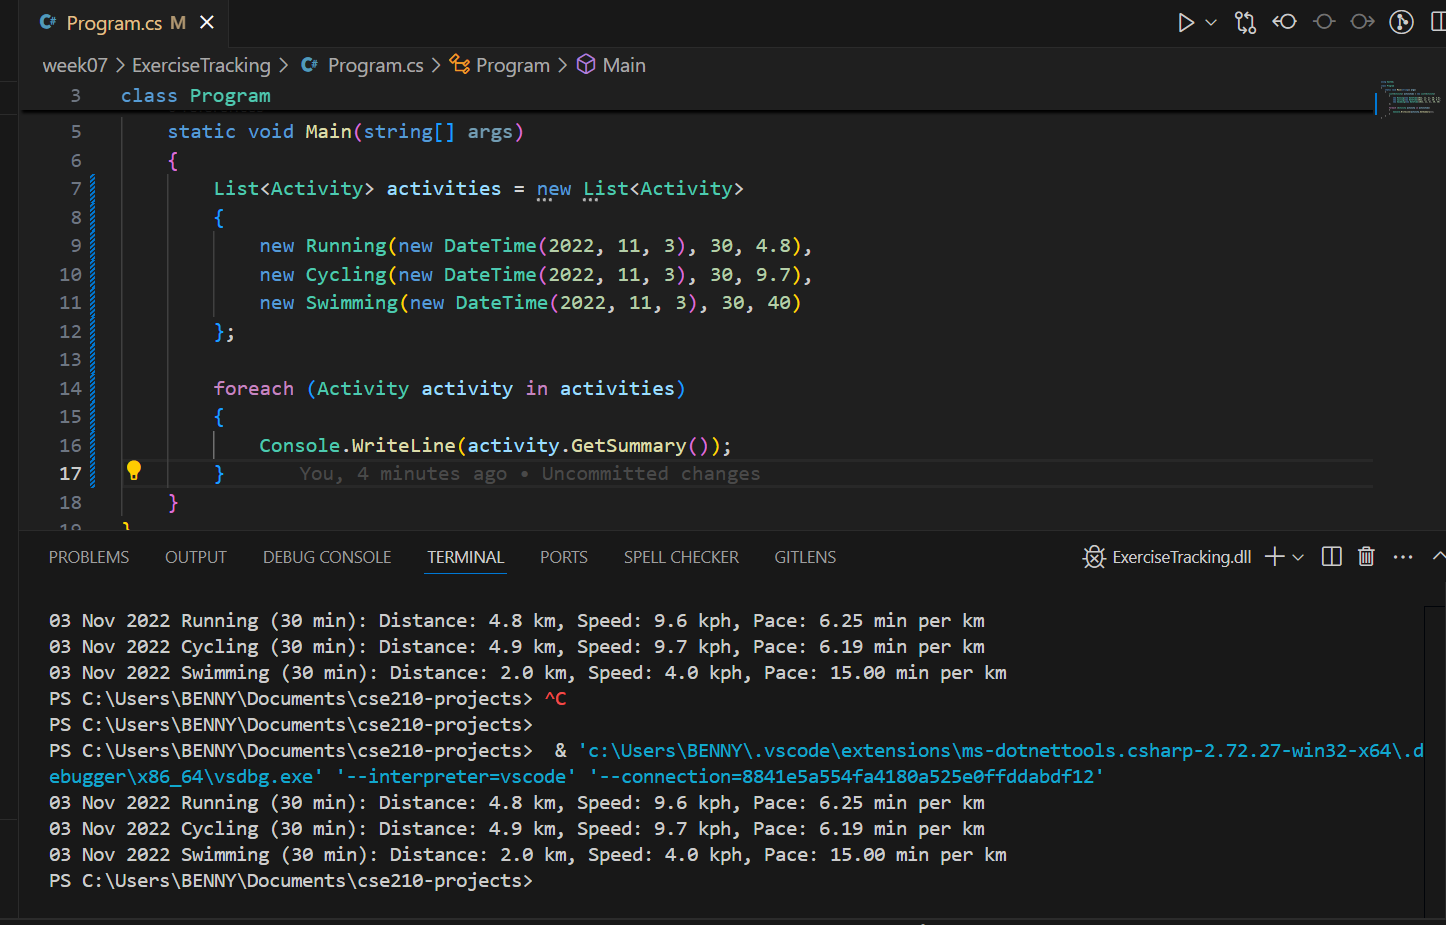 C# Program.cs M
week07 > ExerciseTracking > C# Program.cs > Program > Main
3 class Program
5 static void Main(string[] args)
6 {
7 List<Activity> activities = new List<Activity>
8 {
9 new Running(new DateTime(2022, 11, 3), 30, 4.8),
10 new Cycling(new DateTime(2022, 11, 3), 30, 9.7),
11 new Swimming(new DateTime(2022, 11, 3), 30, 40)
12 };
13
14 foreach (Activity activity in activities)
15 {
16 Console.WriteLine(activity.GetSummary());
17 } You, 4 minutes ago • Uncommitted changes
18 }
19 }
PROBLEMS OUTPUT DEBUG CONSOLE TERMINAL PORTS SPELL CHECKER GITLENS ExerciseTracking.dll
03 Nov 2022 Running (30 min): Distance: 4.8 km, Speed: 9.6 kph, Pace: 6.25 min per km
03 Nov 2022 Cycling (30 min): Distance: 4.9 km, Speed: 9.7 kph, Pace: 6.19 min per km
03 Nov 2022 Swimming (30 min): Distance: 2.0 km, Speed: 4.0 kph, Pace: 15.00 min per km
PS C:\Users\BENNY\Documents\cse210-projects> ^C
PS C:\Users\BENNY\Documents\cse210-projects>
PS C:\Users\BENNY\Documents\cse210-projects>  & 'c:\Users\BENNY\.vscode\extensions\ms-dotnettools.csharp-2.72.27-win32-x64\.d
ebugger\x86_64\vsdbg.exe' '--interpreter=vscode' '--connection=8841e5a554fa4180a525e0ffddabdf12'
03 Nov 2022 Running (30 min): Distance: 4.8 km, Speed: 9.6 kph, Pace: 6.25 min per km
03 Nov 2022 Cycling (30 min): Distance: 4.9 km, Speed: 9.7 kph, Pace: 6.19 min per km
03 Nov 2022 Swimming (30 min): Distance: 2.0 km, Speed: 4.0 kph, Pace: 15.00 min per km
PS C:\Users\BENNY\Documents\cse210-projects>